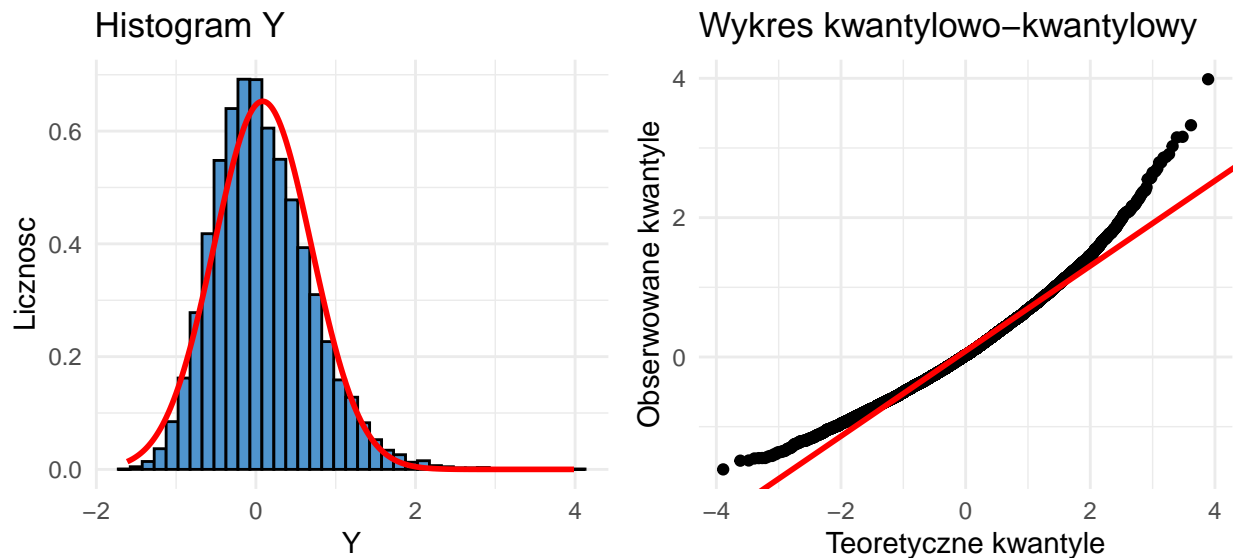 Histogram Y
Licznosc
0.6
0.4
0.2
0.0
−2
0
2
4
Y
Wykres kwantylowo−kwantylowy
Obserwowane kwantyle
4
2
0
−4
−2
0
2
4
Teoretyczne kwantyle